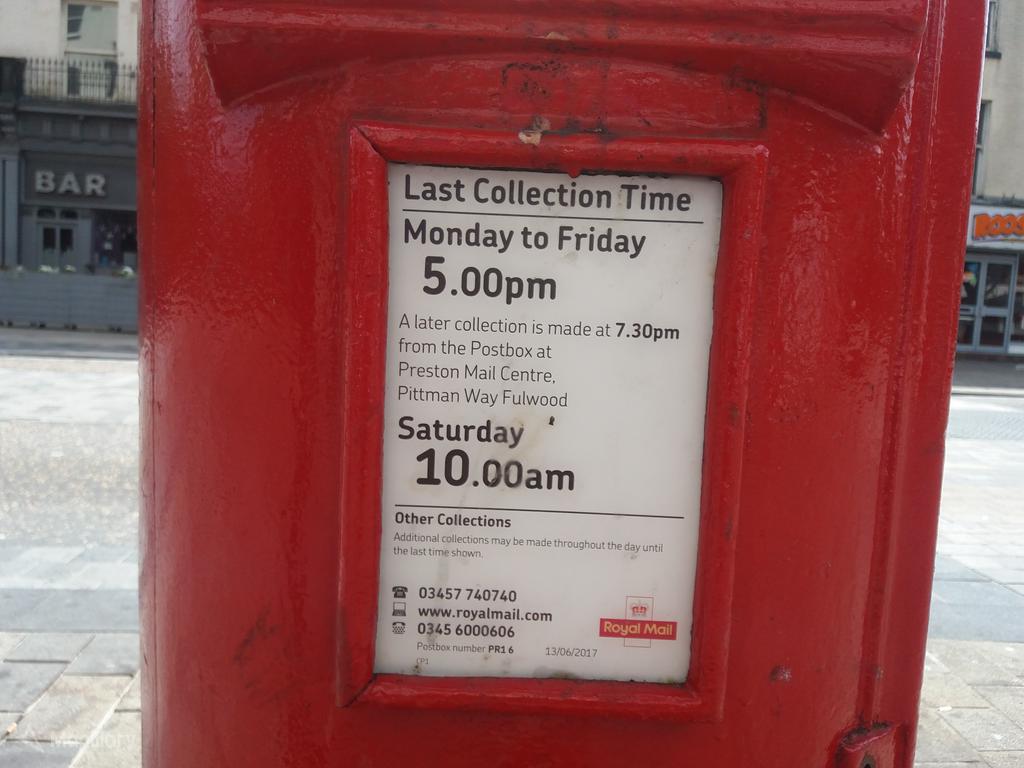 BAR
ROOS
Last Collection Time
Monday to Friday
5.00pm
A later collection is made at 7.30pm
from the Postbox at
Preston Mail Centre,
Pittman Way Fulwood
Saturday
10.00am
Other Collections
Additional collections may be made throughout the day until
the last time shown.
03457 740740
www.royalmail.com
0345 6000606
Royal Mail
Postbox number PR1 6 13/06/2017
CP1